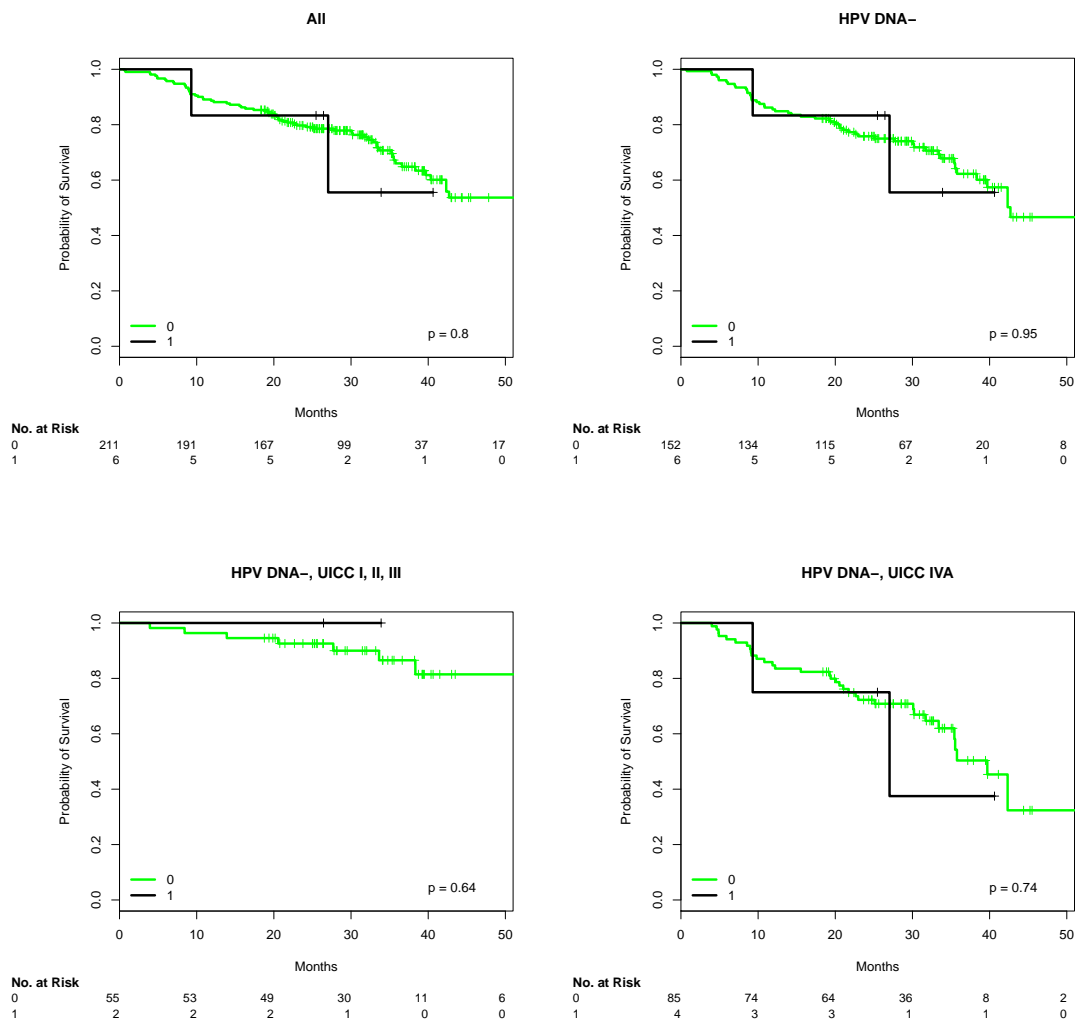 All
Probability of Survival
1.0
0.8
0.6
0.4
0.2
0.0
0
1
p = 0.8
0 10 20 30 40 50
Months
No. at Risk
0 211 191 167 99 37 17
1 6 5 5 2 1 0
HPV DNA−
Probability of Survival
1.0
0.8
0.6
0.4
0.2
0.0
0
1
p = 0.95
0 10 20 30 40 50
Months
No. at Risk
0 152 134 115 67 20 8
1 6 5 5 2 1 0
HPV DNA−, UICC I, II, III
Probability of Survival
1.0
0.8
0.6
0.4
0.2
0.0
0
1
p = 0.64
0 10 20 30 40 50
Months
No. at Risk
0 55 53 49 30 11 6
1 2 2 2 1 0 0
HPV DNA−, UICC IVA
Probability of Survival
1.0
0.8
0.6
0.4
0.2
0.0
0
1
p = 0.74
0 10 20 30 40 50
Months
No. at Risk
0 85 74 64 36 8 2
1 4 3 3 1 1 0